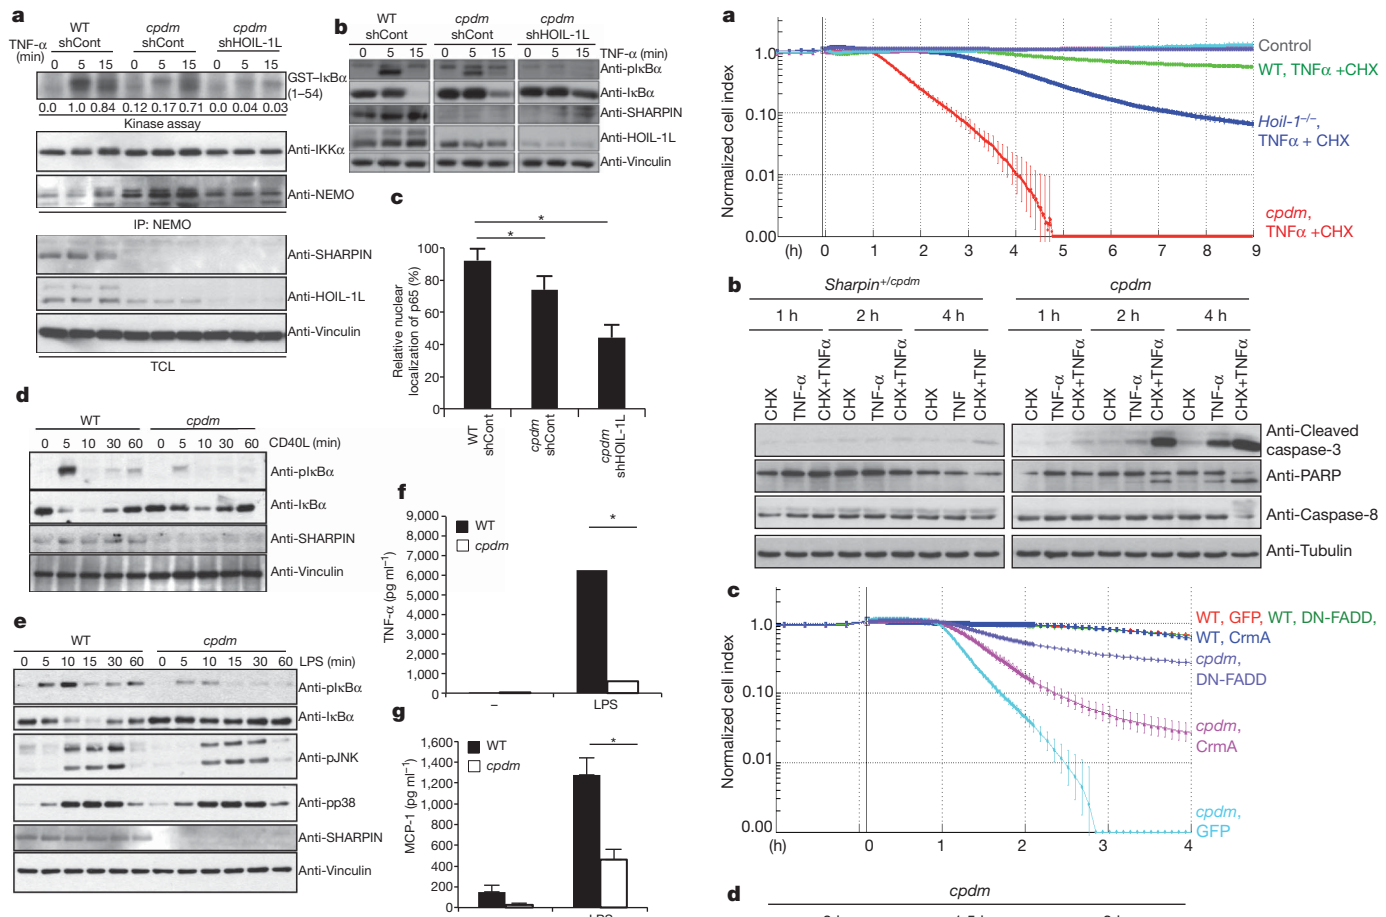 a
WT shCont
cpdm shCont
cpdm shHOIL-1L
TNF-α (min)
0 5 15 0 5 15 0 5 15
GST–IκBα (1–54)
0.0 1.0 0.84 0.12 0.17 0.71 0.0 0.04 0.03
Kinase assay
Anti-IKKα
Anti-NEMO
IP: NEMO
Anti-SHARPIN
Anti-HOIL-1L
Anti-Vinculin
TCL
b
WT shCont
cpdm shCont
cpdm shHOIL-1L
0 5 15 0 5 15 0 5 15
TNF-α (min)
Anti-pIκBα
Anti-IκBα
Anti-SHARPIN
Anti-HOIL-1L
Anti-Vinculin
c
Relative nuclear localization of p65 (%)
100
80
60
40
20
0
*
*
WT shCont
cpdm shCont
cpdm shHOIL-1L
d
WT
cpdm
0 5 10 30 60 0 5 10 30 60
CD40L (min)
Anti-pIκBα
Anti-IκBα
Anti-SHARPIN
Anti-Vinculin
e
WT
cpdm
0 5 10 15 30 60 0 5 10 15 30 60
LPS (min)
Anti-pIκBα
Anti-IκBα
Anti-pJNK
Anti-pp38
Anti-SHARPIN
Anti-Vinculin
f
TNF-α (pg ml−1)
9,000
8,000
7,000
6,000
5,000
4,000
3,000
2,000
1,000
0
WT
cpdm
*
– LPS
g
MCP-1 (pg ml−1)
1,600
1,400
1,200
1,000
800
600
400
200
0
WT
cpdm
*
LPS
a
Normalized cell index
1.0
0.10
0.01
0.00
(h) 0 1 2 3 4 5 6 7 8 9
Control
WT, TNFα +CHX
Hoil-1–/–,
TNFα + CHX
cpdm,
TNFα +CHX
b
Sharpin+/cpdm
cpdm
1 h 2 h 4 h 1 h 2 h 4 h
CHX TNF-α CHX+TNFα CHX TNF-α CHX+TNFα CHX TNF CHX+TNF
CHX TNF-α CHX+TNFα CHX TNF-α CHX+TNFα CHX TNF-α CHX+TNF
Anti-Cleaved caspase-3
Anti-PARP
Anti-Caspase-8
Anti-Tubulin
c
Normalized cell index
1.0
0.10
0.01
0.00
(h) 0 1 2 3 4
WT, GFP, WT, DN-FADD,
WT, CrmA
cpdm,
DN-FADD
cpdm,
CrmA
cpdm,
GFP
d
cpdm